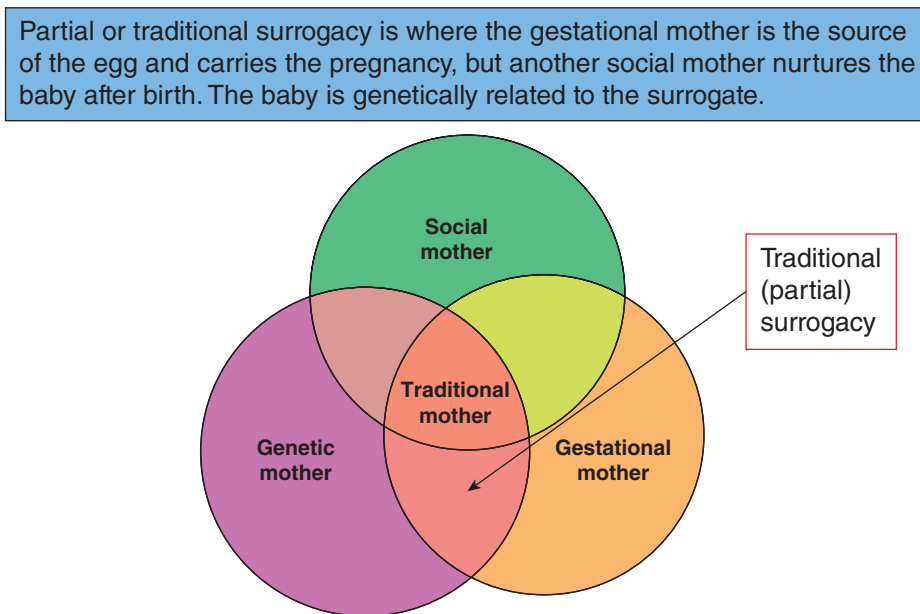 Partial or traditional surrogacy is where the gestational mother is the source
of the egg and carries the pregnancy, but another social mother nurtures the
baby after birth. The baby is genetically related to the surrogate.
Social
mother
Traditional
(partial)
surrogacy
Traditional
mother
Genetic
mother
Gestational
mother